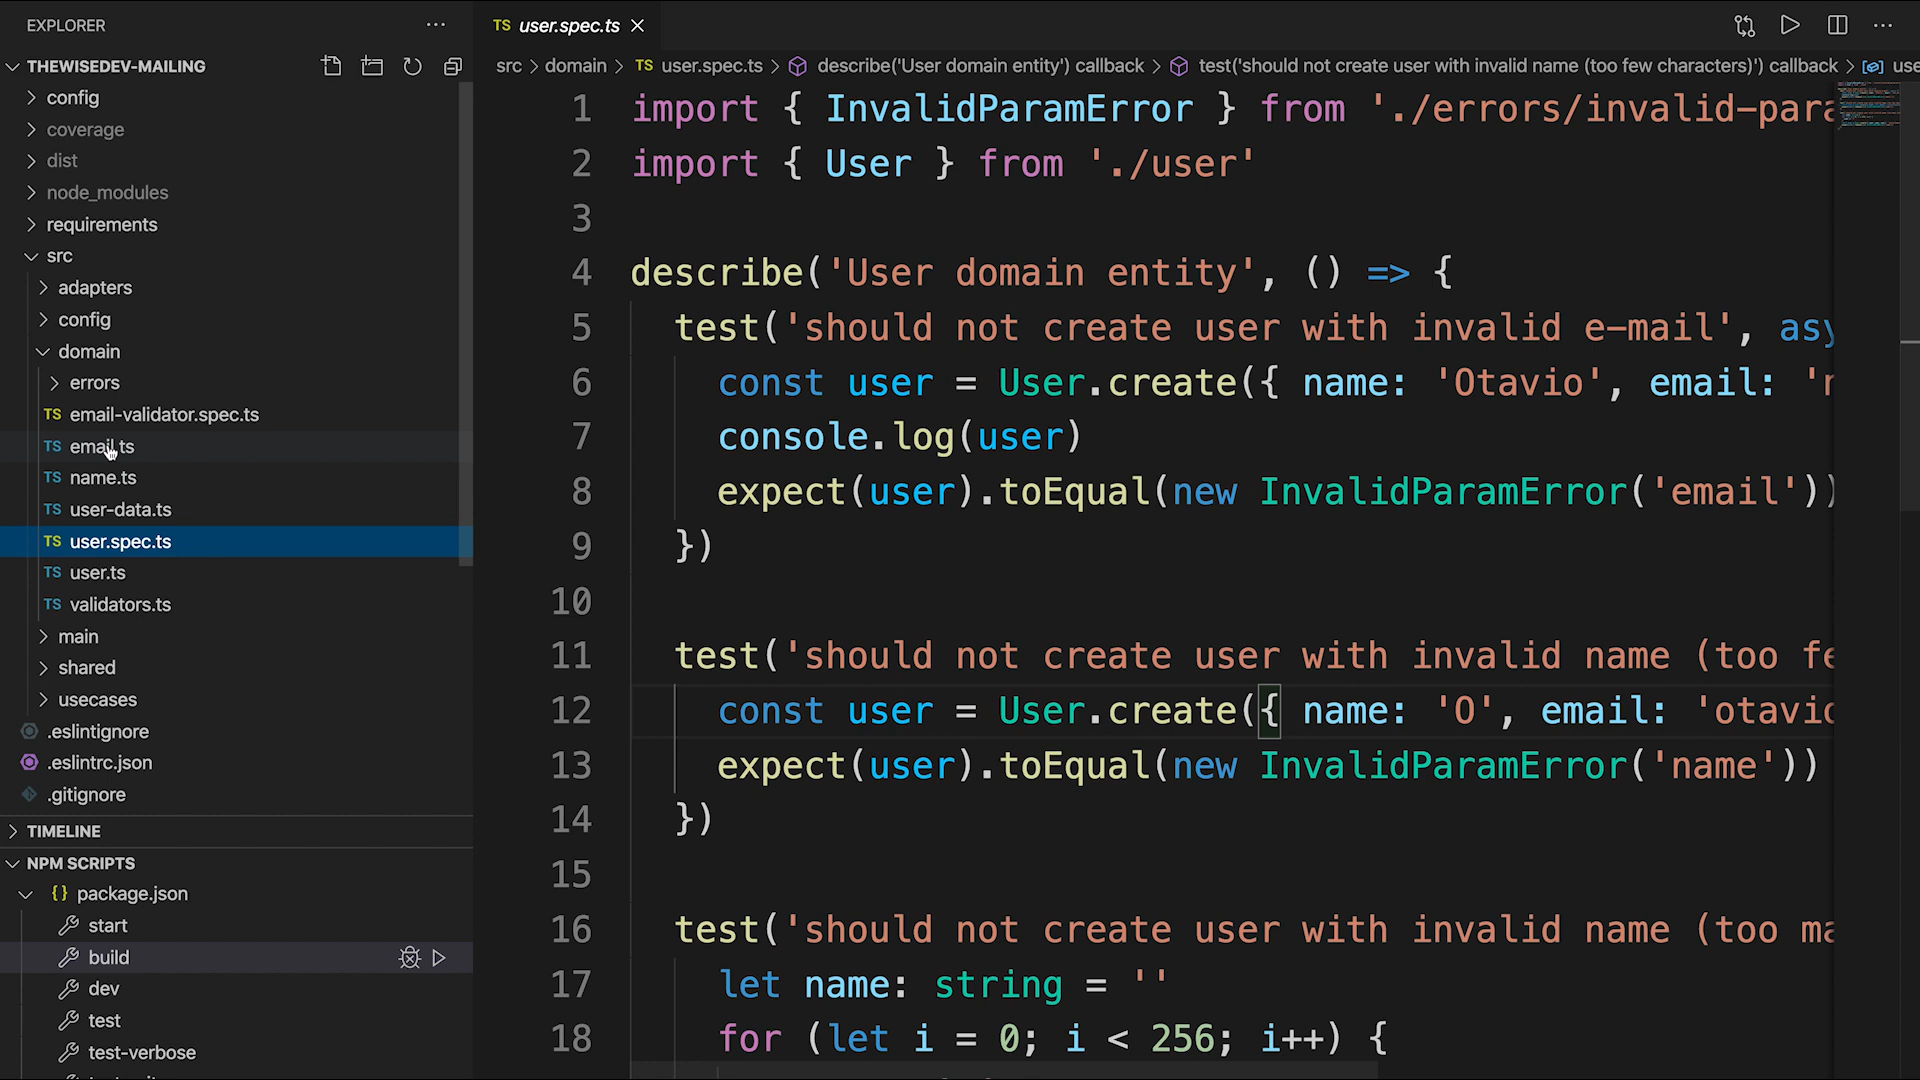 EXPLORER
THEWISEDEV-MAILING
config
coverage
dist
node_modules
requirements
src
adapters
config
domain
errors
TS email-validator.spec.ts
TS email.ts
TS name.ts
TS user-data.ts
TS user.spec.ts
TS user.ts
TS validators.ts
main
shared
usecases
.eslintignore
.eslintrc.json
.gitignore
TIMELINE
NPM SCRIPTS
{} package.json
start
build
dev
test
test-verbose
TS user.spec.ts
src > domain > TS user.spec.ts > describe('User domain entity') callback > test('should not create user with invalid name (too few characters)') callback > use
1 import { InvalidParamError } from './errors/invalid-para
2 import { User } from './user'
3
4 describe('User domain entity', () => {
5 test('should not create user with invalid e-mail', asy
6 const user = User.create({ name: 'Otavio', email: '
7 console.log(user)
8 expect(user).toEqual(new InvalidParamError('email'))
9 })
10
11 test('should not create user with invalid name (too fe
12 const user = User.create({ name: 'O', email: 'otavio
13 expect(user).toEqual(new InvalidParamError('name'))
14 })
15
16 test('should not create user with invalid name (too ma
17 let name: string = ''
18 for (let i = 0; i < 256; i++) {